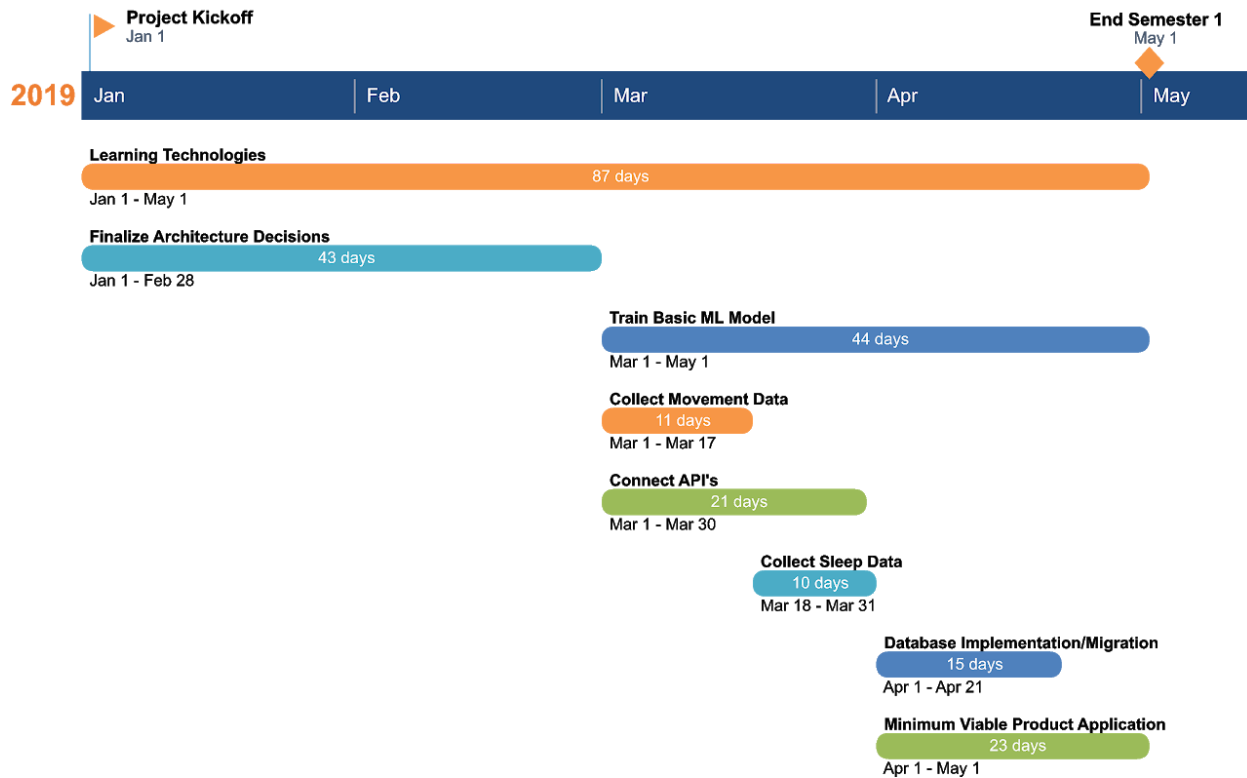 Project Kickoff
Jan 1
End Semester 1
May 1
2019
Jan Feb Mar Apr May
Learning Technologies
87 days
Jan 1 - May 1
Finalize Architecture Decisions
43 days
Jan 1 - Feb 28
Train Basic ML Model
44 days
Mar 1 - May 1
Collect Movement Data
11 days
Mar 1 - Mar 17
Connect API's
21 days
Mar 1 - Mar 30
Collect Sleep Data
10 days
Mar 18 - Mar 31
Database Implementation/Migration
15 days
Apr 1 - Apr 21
Minimum Viable Product Application
23 days
Apr 1 - May 1